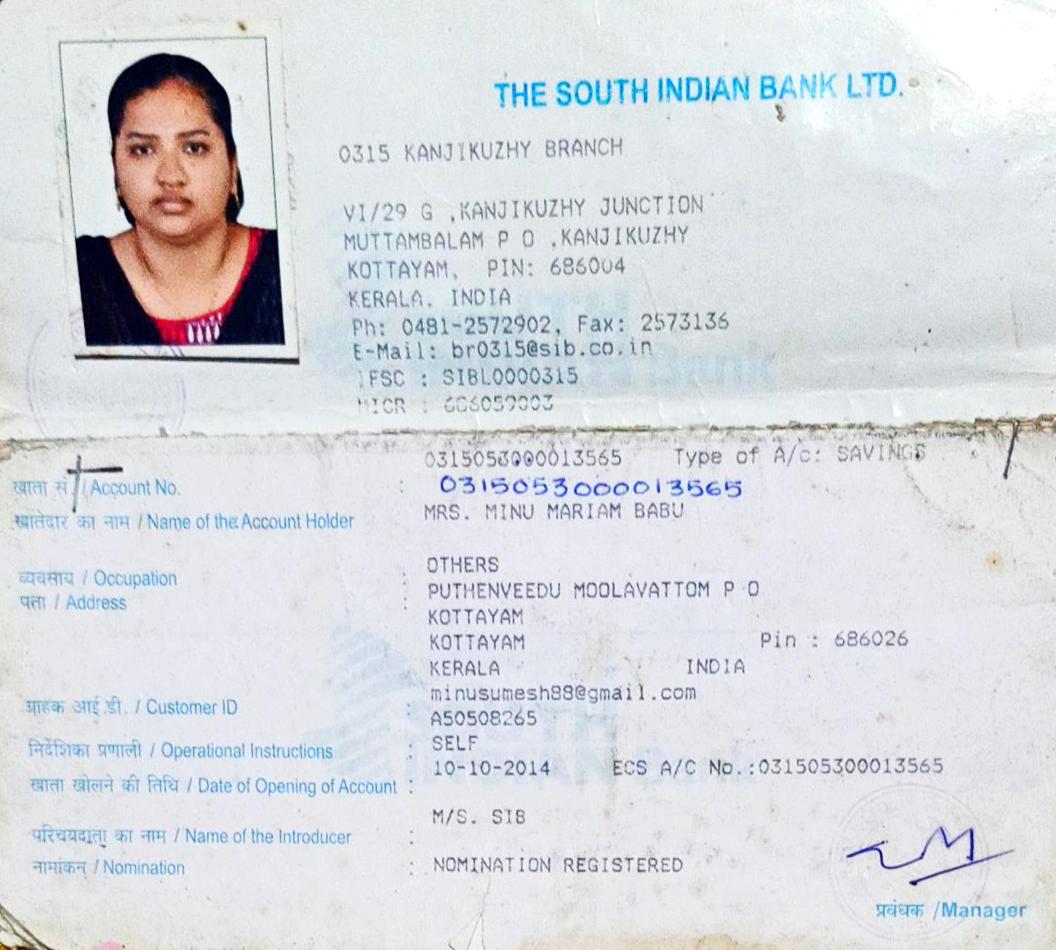 THE SOUTH INDIAN BANK LTD.
0315 KANJIKUZHY BRANCH
VI/29 G ,KANJIKUZHY JUNCTION
MUTTAMBALAM P O ,KANJIKUZHY
KOTTAYAM, PIN: 686004
KERALA, INDIA
Ph: 0481-2572902, Fax: 2573136
E-Mail: br0315@sib.co.in
IFSC : SIBL0000315
MICR : 686059003
0315053000013565 Type of A/c: SAVINGS
खाता सं / Account No. : 0315053000013565
खातेदार का नाम / Name of the Account Holder MRS. MINU MARIAM BABU
OTHERS
व्यवसाय / Occupation :
PUTHENVEEDU MOOLAVATTOM P O
पता / Address :
KOTTAYAM
KOTTAYAM Pin : 686026
KERALA INDIA
minusumesh88@gmail.com
ग्राहक आई.डी. / Customer ID : A50508265
SELF
निर्देशिका प्रणाली / Operational Instructions :
10-10-2014 ECS A/C No.:031505300013565
खाता खोलने की तिथि / Date of Opening of Account :
M/S. SIB
परिचयदाता का नाम / Name of the Introducer :
नामांकन / Nomination : NOMINATION REGISTERED
प्रबंधक /Manager